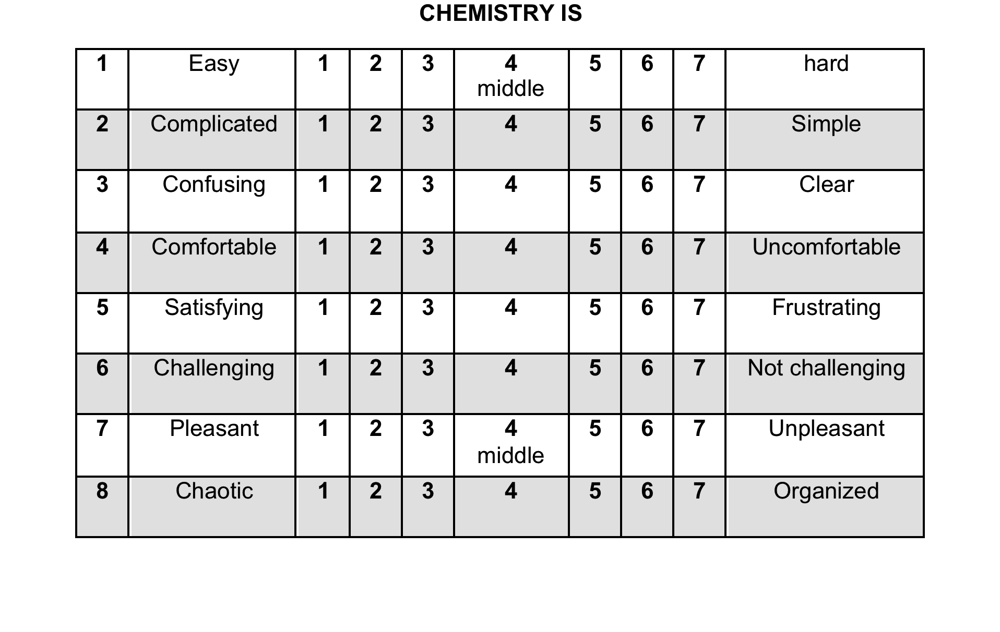 CHEMISTRY IS
1 Easy 1 2 3 4 5 6 7 hard
middle
2 Complicated 1 2 3 4 5 6 7 Simple
3 Confusing 1 2 3 4 5 6 7 Clear
4 Comfortable 1 2 3 4 5 6 7 Uncomfortable
5 Satisfying 1 2 3 4 5 6 7 Frustrating
6 Challenging 1 2 3 4 5 6 7 Not challenging
7 Pleasant 1 2 3 4 5 6 7 Unpleasant
middle
8 Chaotic 1 2 3 4 5 6 7 Organized